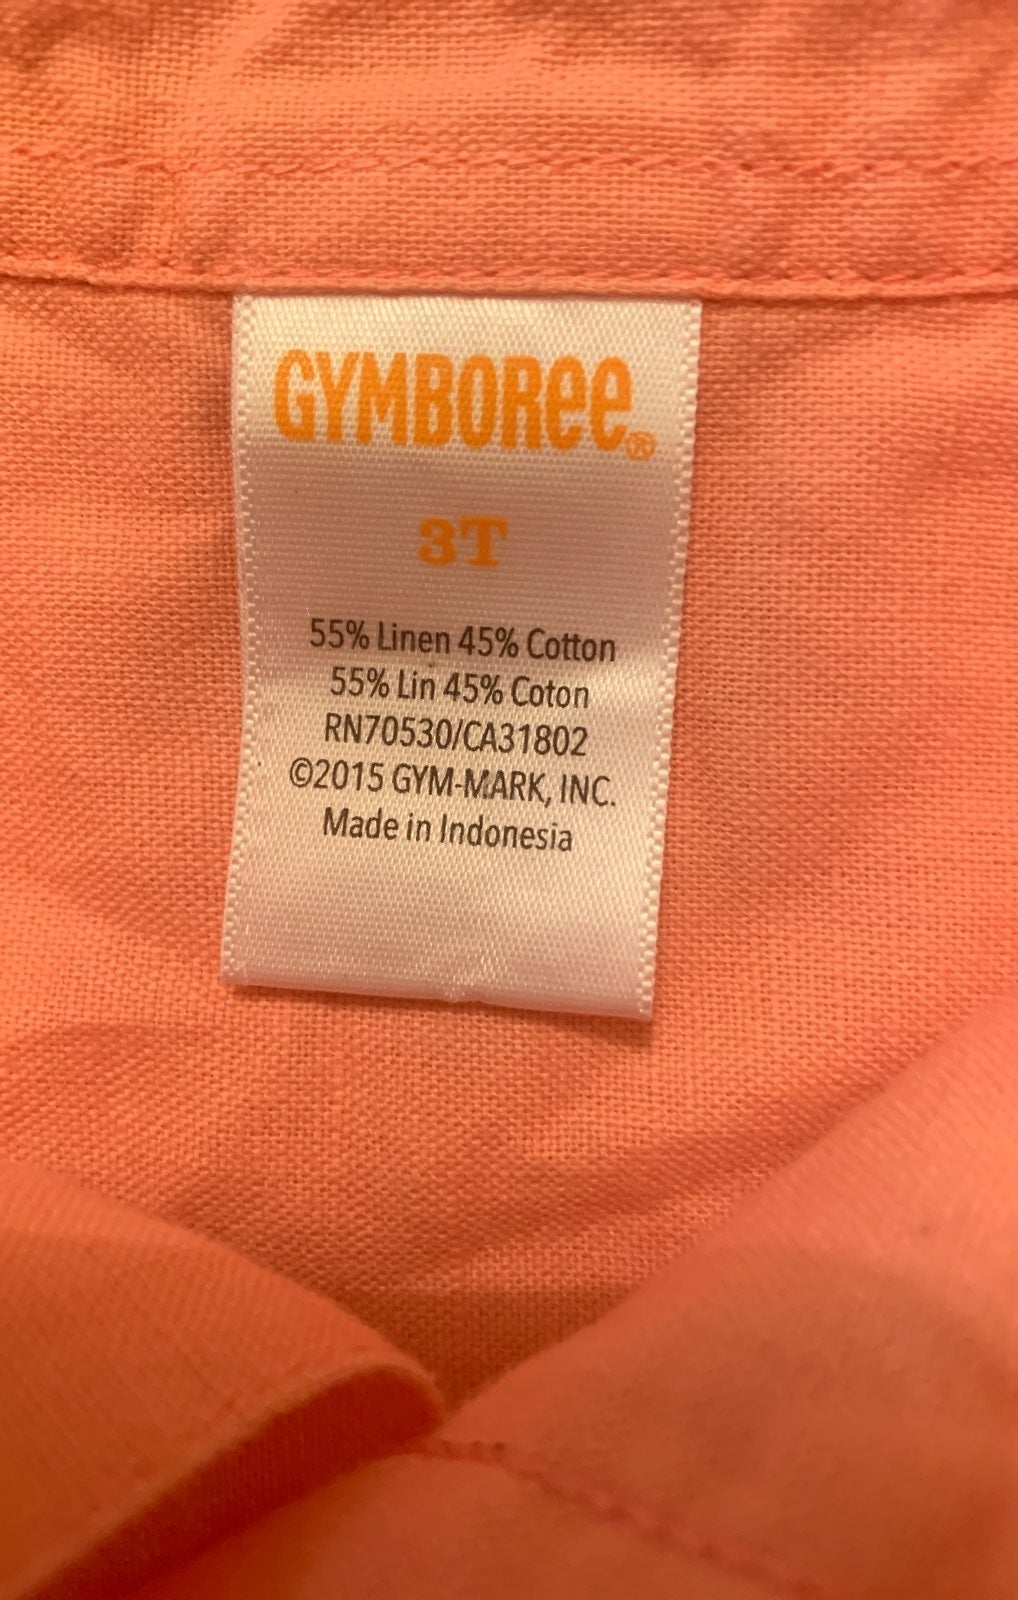 GYMBOREE®
3T
55% Linen 45% Cotton
55% Lin 45% Coton
RN70530/CA31802
©2015 GYM-MARK, INC.
Made in Indonesia